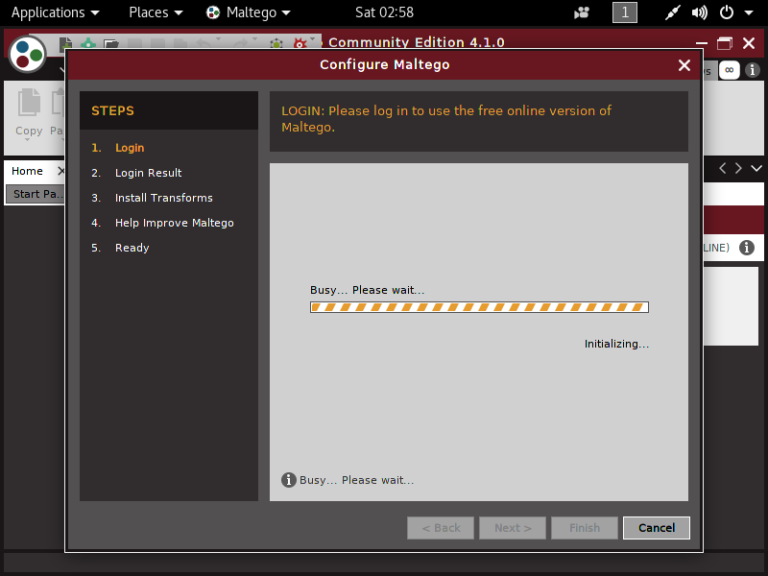 Applications Places Maltego Sat 02:58 1
Community Edition 4.1.0
Configure Maltego
Copy Pa
Home
Start Pa...
STEPS
1. Login
2. Login Result
3. Install Transforms
4. Help Improve Maltego
5. Ready
LOGIN: Please log in to use the free online version of
Maltego.
Busy... Please wait...
Initializing...
Busy... Please wait...
LINE)
< Back Next > Finish Cancel